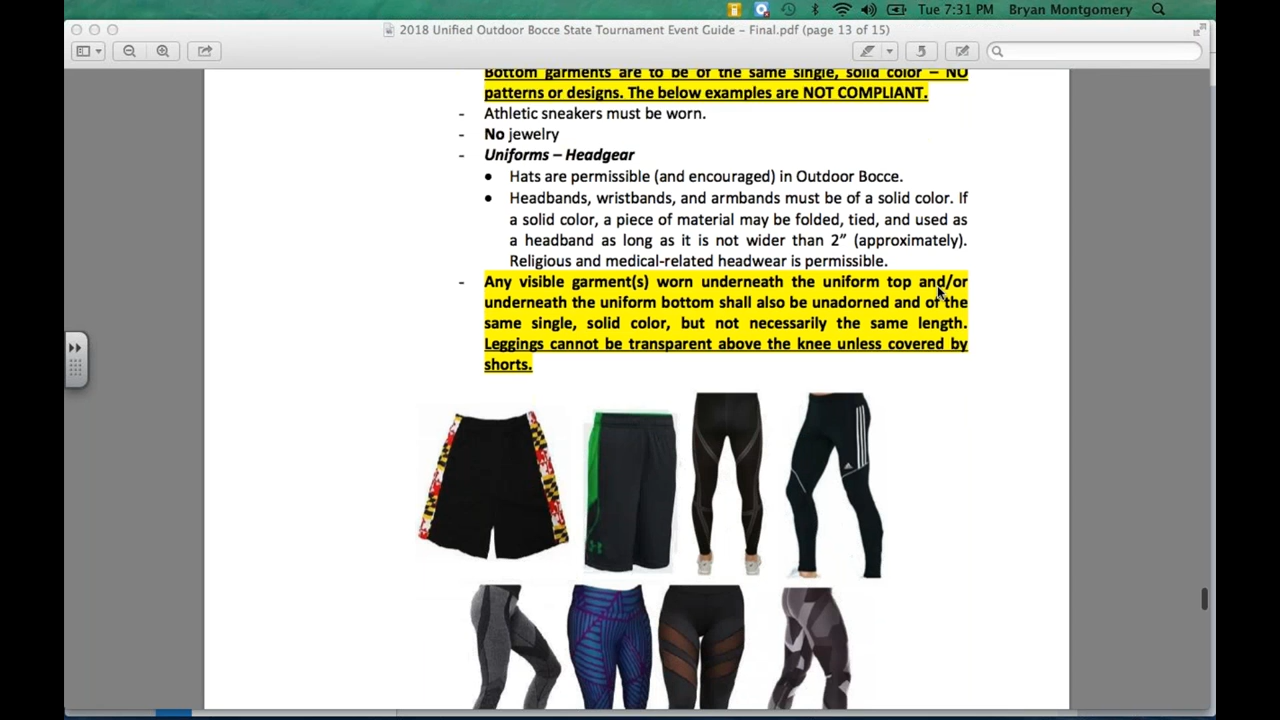 Tue 7:31 PM Bryan Montgomery
2018 Unified Outdoor Bocce State Tournament Event Guide – Final.pdf (page 13 of 15)
Bottom garments are to be of the same single, solid color – NO
patterns or designs. The below examples are NOT COMPLIANT.
- Athletic sneakers must be worn.
- No jewelry
- Uniforms – Headgear
• Hats are permissible (and encouraged) in Outdoor Bocce.
• Headbands, wristbands, and armbands must be of a solid color. If
a solid color, a piece of material may be folded, tied, and used as
a headband as long as it is not wider than 2” (approximately).
Religious and medical-related headwear is permissible.
- Any visible garment(s) worn underneath the uniform top and/or
underneath the uniform bottom shall also be unadorned and of the
same single, solid color, but not necessarily the same length.
Leggings cannot be transparent above the knee unless covered by
shorts.